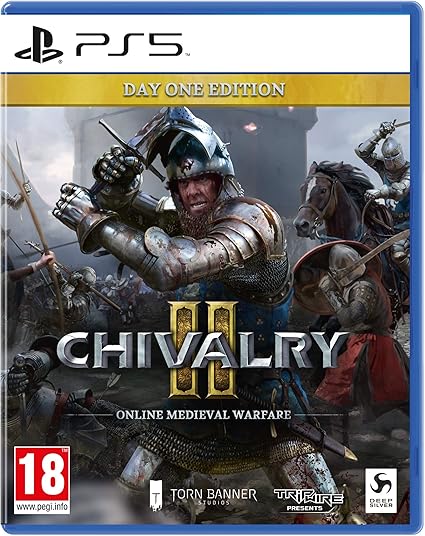 PS5
DAY ONE EDITION
II
CHIVALRY
ONLINE MEDIEVAL WARFARE
18
www.pegi.info
T TORN BANNER
STUDIOS
TRIPWIRE
PRESENTS
DEEP
SILVER